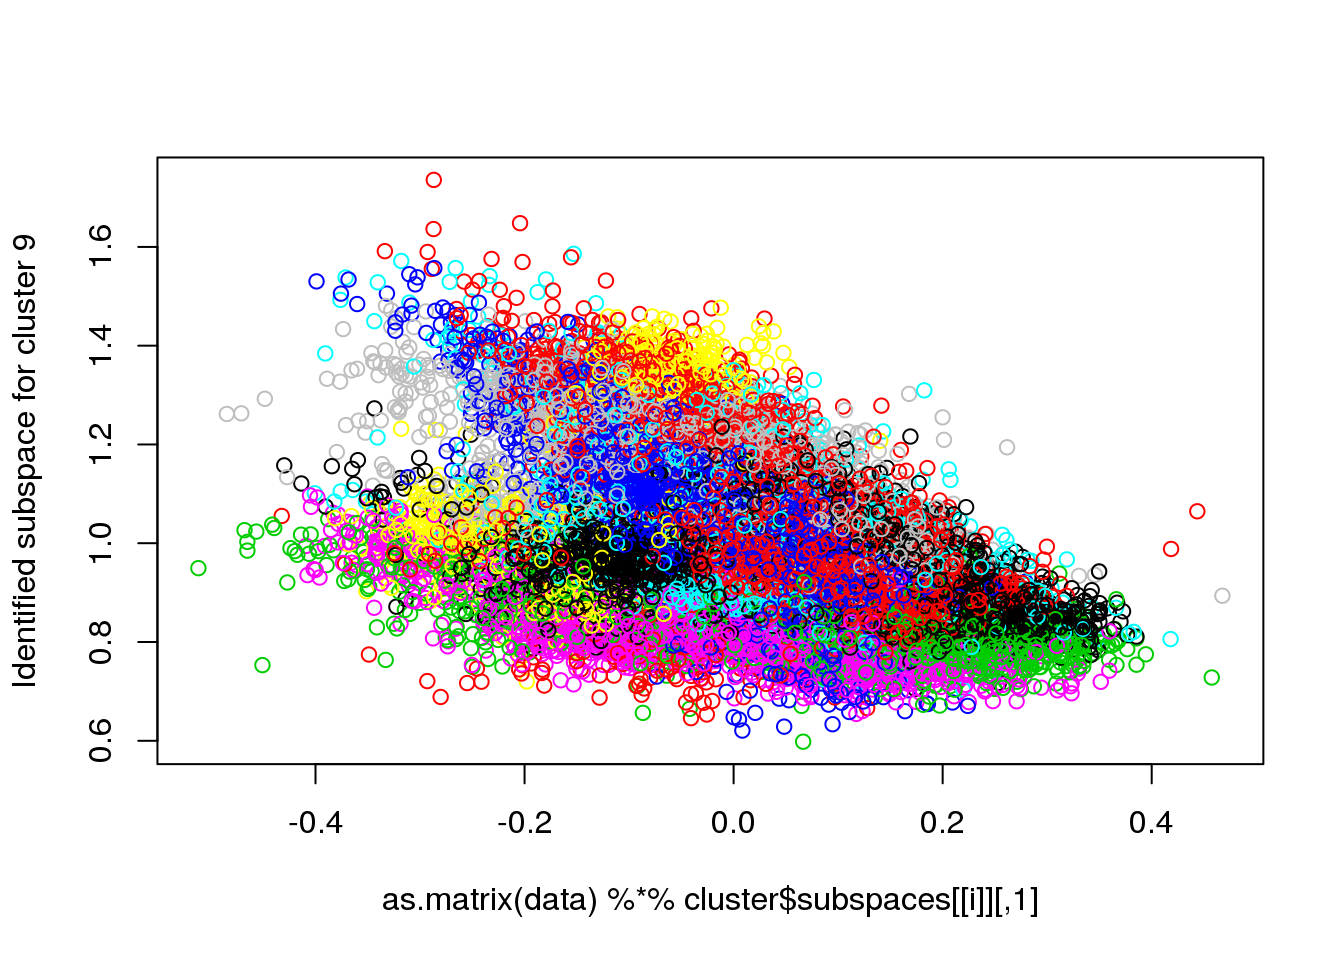 Identified subspace for cluster 9
1.6
1.4
1.2
1.0
0.8
0.6
-0.4 -0.2 0.0 0.2 0.4
as.matrix(data) %*% cluster$subspaces[[i]][,1]